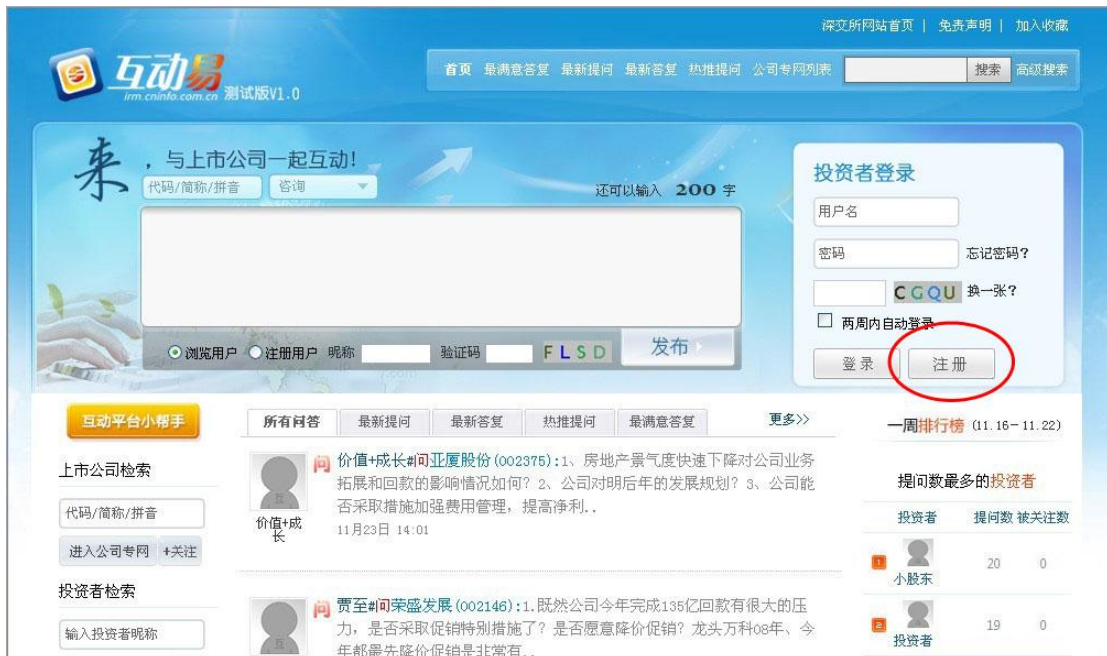 深交所网站首页 | 免责声明 | 加入收藏
互动易
irm.cninfo.com.cn 测试版V1.0
首页 最满意答复 最新提问 最新答复 热推提问 公司专网列表 搜索 高级搜索
来，与上市公司一起互动!
代码/简称/拼音 咨询
还可以输入 200 字
浏览用户 注册用户 昵称 验证码 FLSD 发布
投资者登录
用户名
密码 忘记密码?
CGQU 换一张?
两周内自动登录
登录 注册
互动平台小帮手
上市公司检索
代码/简称/拼音
进入公司专网 +关注
投资者检索
输入投资者昵称
所有问答 最新提问 最新答复 热推提问 最满意答复 更多>>
问 价值+成长#问亚厦股份(002375):1、房地产景气度快速下降对公司业务
拓展和回款的影响情况如何? 2、公司对明后年的发展规划? 3、公司能
否采取措施加强费用管理, 提高净利..
11月23日 14:01
价值+成
长
问 贾至#问荣盛发展(002146):1.既然公司今年完成135亿回款有很大的压
力, 是否采取促销特别措施了? 是否愿意降价促销? 龙头万科08年、今
年都最先降价促销是非常有..
一周排行榜 (11.16-11.22)
提问数最多的投资者
投资者 提问数 被关注数
1 小股东 20 0
2 投资者 19 0